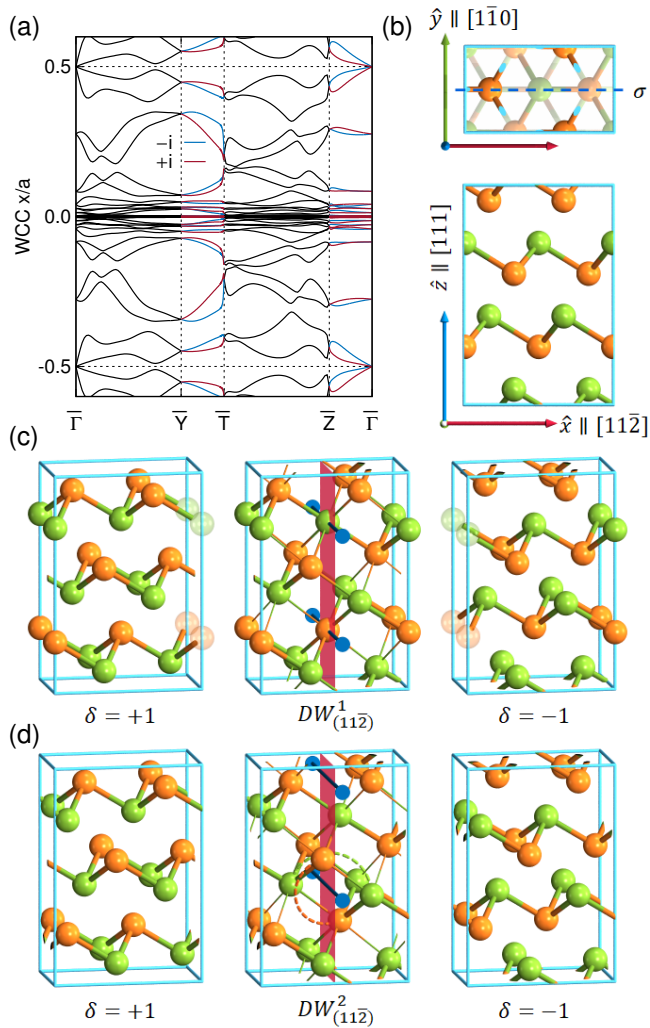 (a)
0.5
0.0
-0.5
WCC x/a
−i
+i
Γ̅ Y̅ T̅ Z̅ Γ̅
(b)
ŷ ∥ [11̅0]
σ
ẑ ∥ [111]
x̂ ∥ [112̅]
(c)
δ = +1 DW¹₍₁₁₂̅₎ δ = −1
(d)
δ = +1 DW²₍₁₁₂̅₎ δ = −1